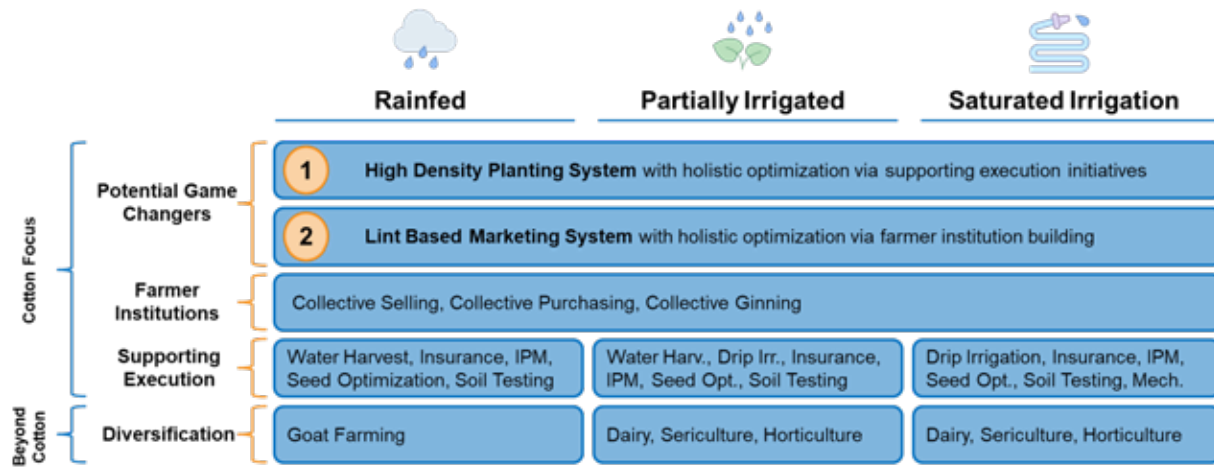 Rainfed
Partially Irrigated
Saturated Irrigation
Cotton Focus
Potential Game
Changers
1
High Density Planting System with holistic optimization via supporting execution initiatives
2
Lint Based Marketing System with holistic optimization via farmer institution building
Farmer
Institutions
Collective Selling, Collective Purchasing, Collective Ginning
Supporting
Execution
Water Harvest, Insurance, IPM,
Seed Optimization, Soil Testing
Water Harv., Drip Irr., Insurance,
IPM, Seed Opt., Soil Testing
Drip Irrigation, Insurance, IPM,
Seed Opt., Soil Testing, Mech.
Beyond
Cotton
Diversification
Goat Farming
Dairy, Sericulture, Horticulture
Dairy, Sericulture, Horticulture